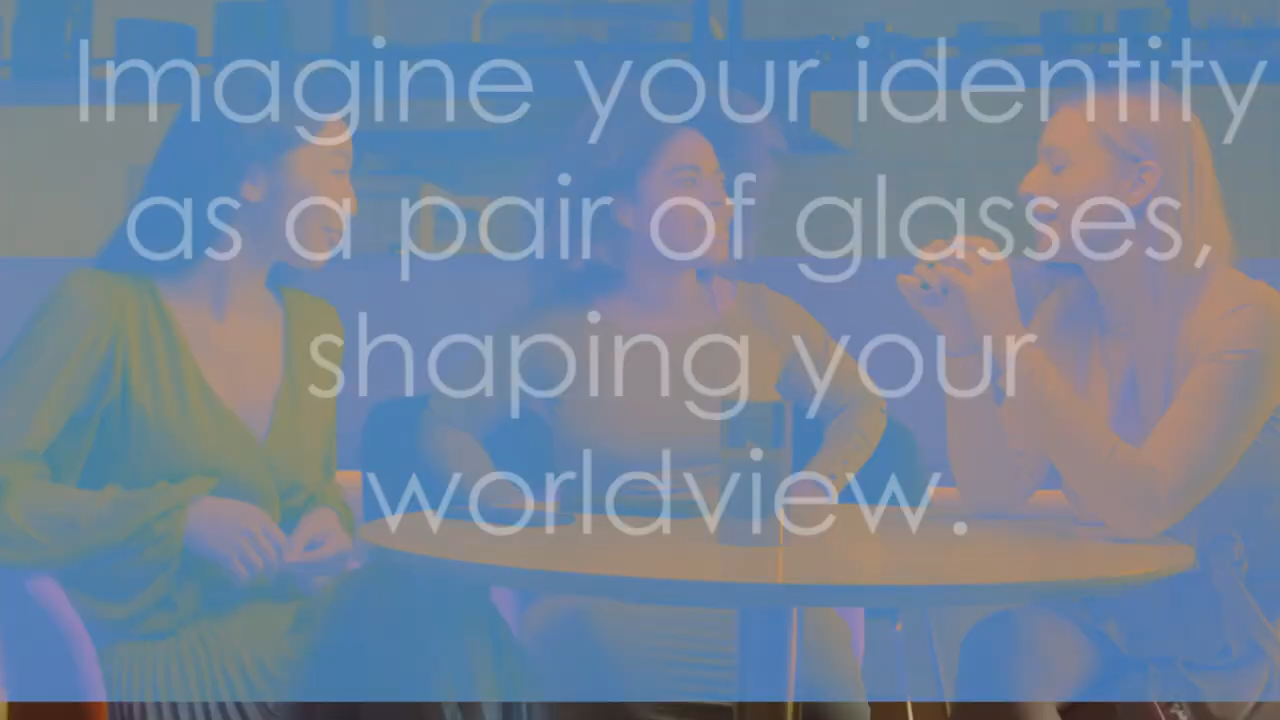 Imagine your identity
as a pair of glasses,
shaping your
worldview.